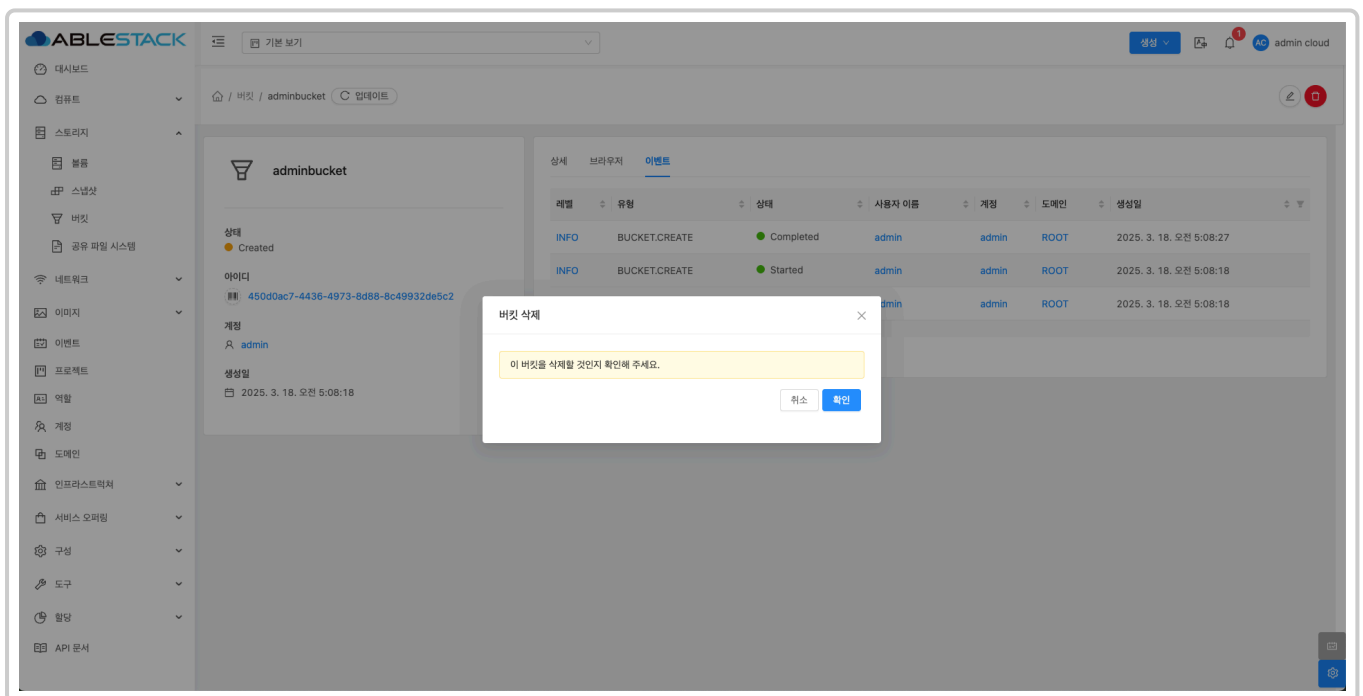 ABLESTACK
기본 보기
생성
1
AC
admin cloud
대시보드
컴퓨트
스토리지
볼륨
스냅샷
버킷
공유 파일 시스템
네트워크
이미지
이벤트
프로젝트
역할
계정
도메인
인프라스트럭쳐
서비스 오퍼링
구성
도구
할당
API 문서
/ 버킷 / adminbucket 업데이트
adminbucket
상태
Created
아이디
450d0ac7-4436-4973-8d88-8c49932de5c2
계정
admin
생성일
2025. 3. 18. 오전 5:08:18
상세 브라우저 이벤트
레벨 유형 상태 사용자 이름 계정 도메인 생성일
INFO BUCKET.CREATE Completed admin admin ROOT 2025. 3. 18. 오전 5:08:27
INFO BUCKET.CREATE Started admin admin ROOT 2025. 3. 18. 오전 5:08:18
dmin admin ROOT 2025. 3. 18. 오전 5:08:18
버킷 삭제
이 버킷을 삭제할 것인지 확인해 주세요.
취소 확인